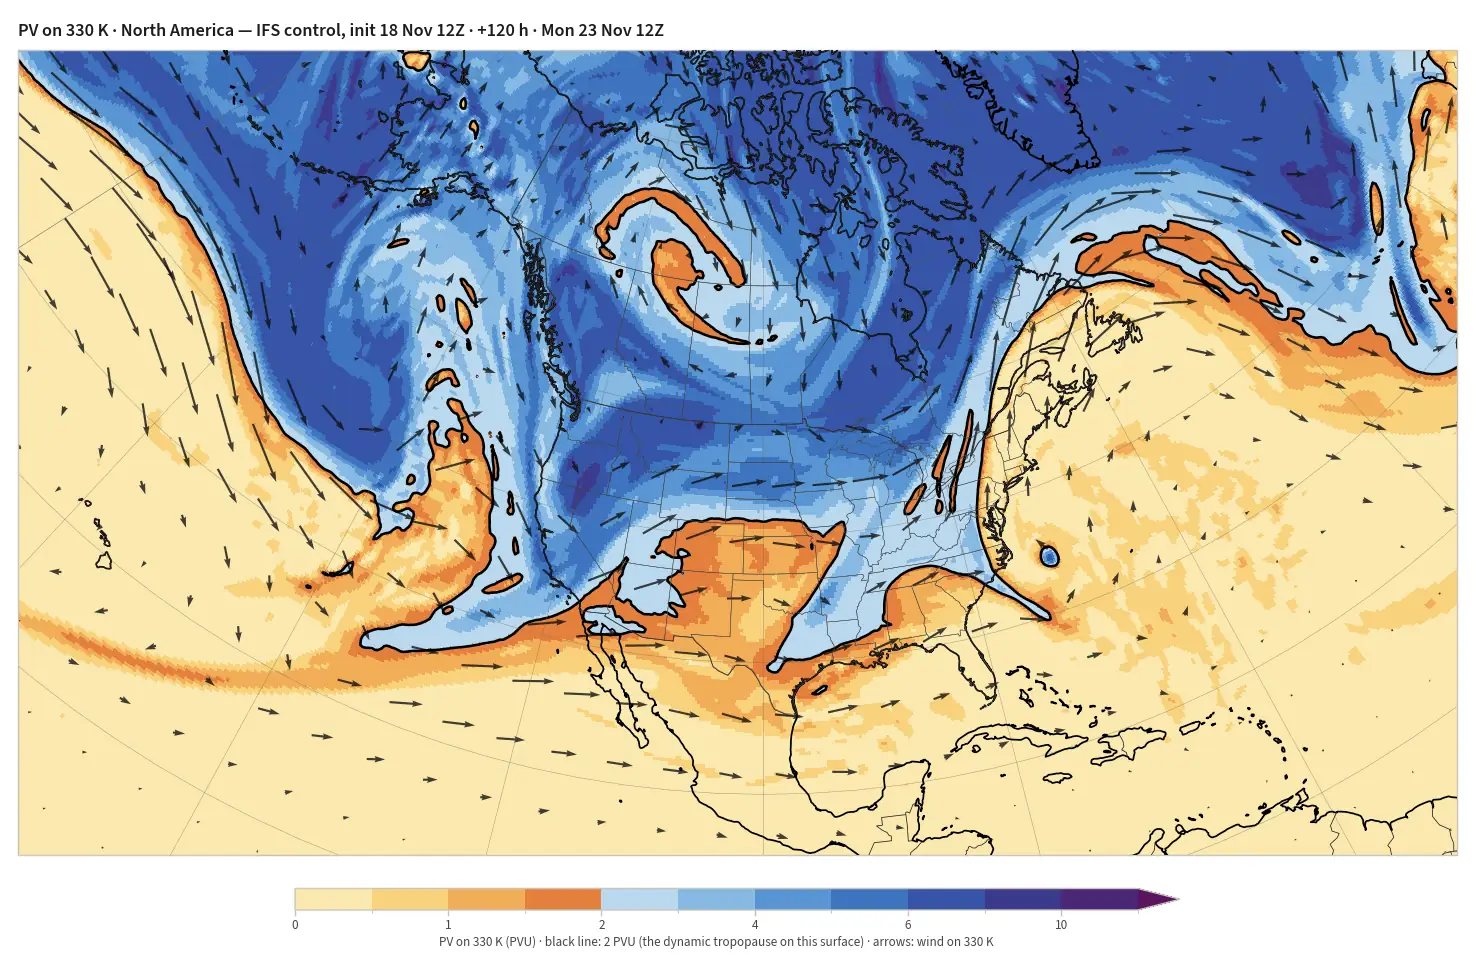 PV on 330 K · North America — IFS control, init 18 Nov 12Z · +120 h · Mon 23 Nov 12Z
0 1 2 4 6 10
PV on 330 K (PVU) · black line: 2 PVU (the dynamic tropopause on this surface) · arrows: wind on 330 K